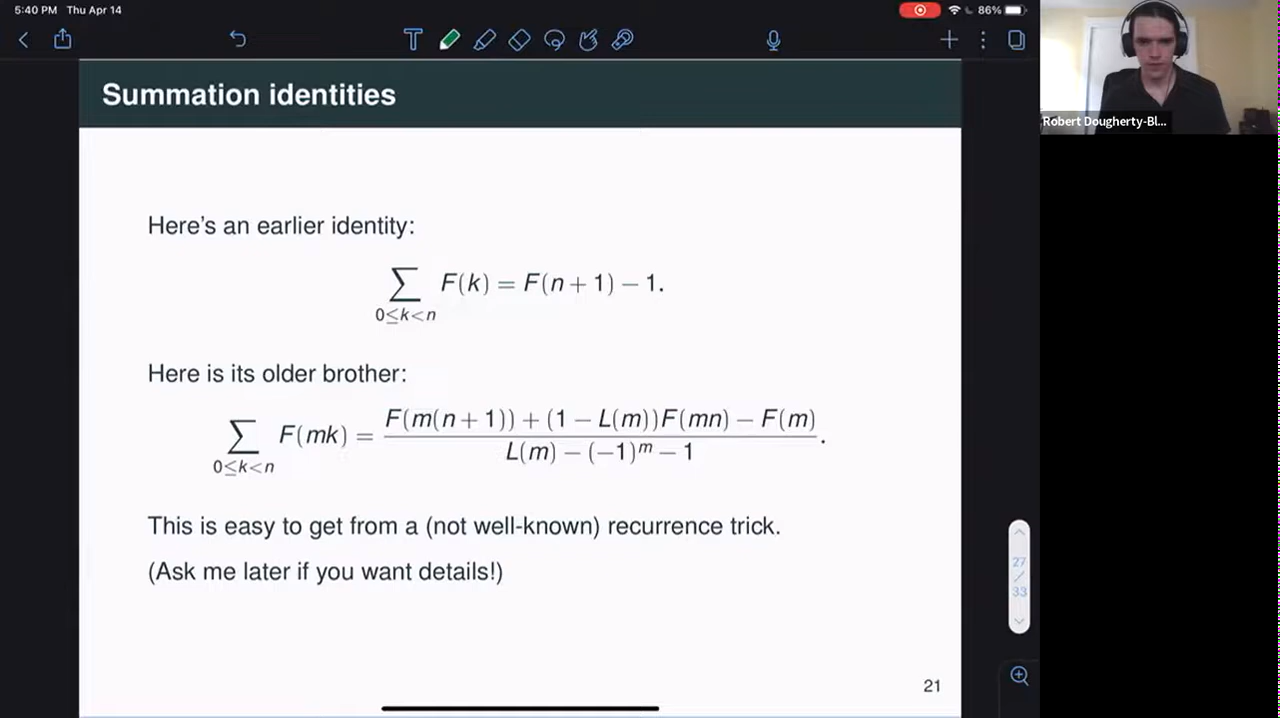 5:40 PM Thu Apr 14
86%
T
Robert Dougherty-Bl...
Summation identities
Here's an earlier identity:
∑ F(k) = F(n + 1) − 1.
0≤k<n
Here is its older brother:
∑ F(mk) = F(m(n + 1)) + (1 − L(m))F(mn) − F(m)
0≤k<n
L(m) − (−1)^m − 1 .
This is easy to get from a (not well-known) recurrence trick.
(Ask me later if you want details!)
27
/
33
21